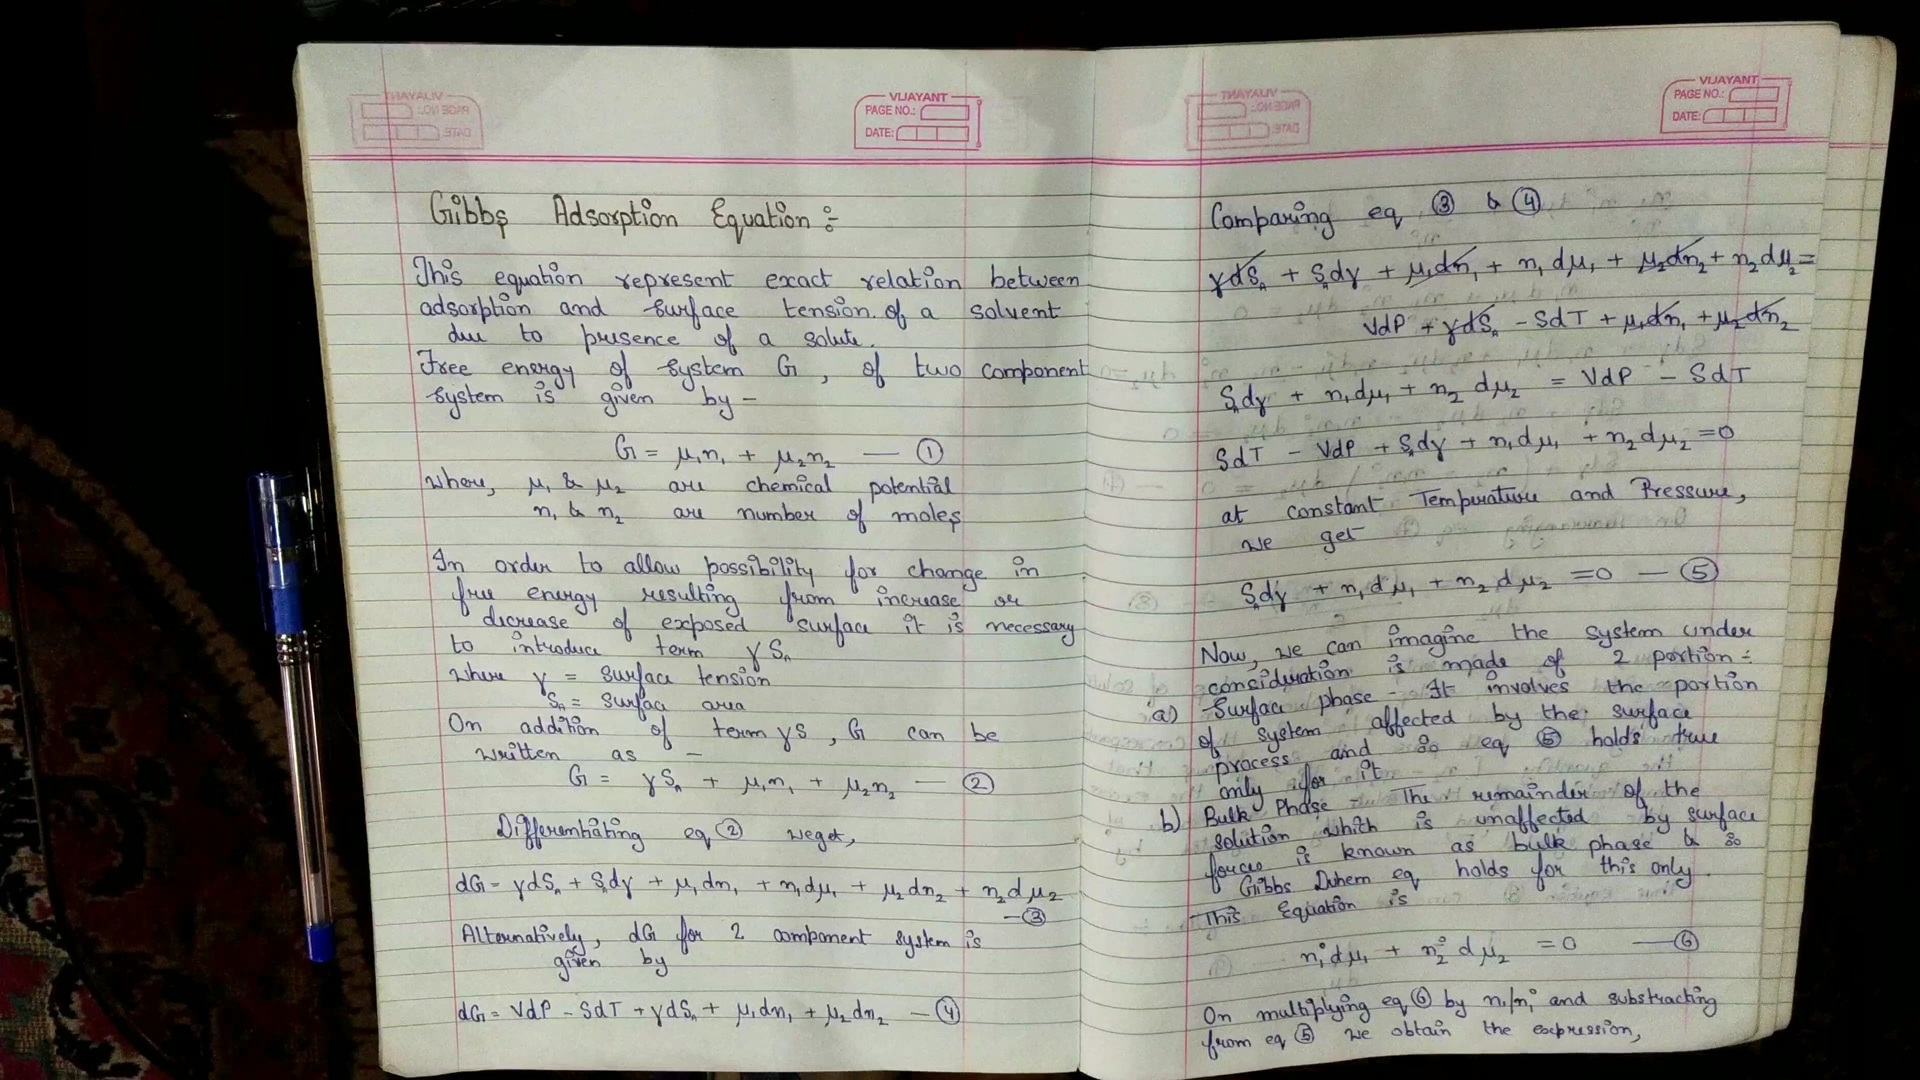 VIJAYANT
PAGE NO.:
DATE:
Gibbs Adsorption Equation :-
This equation represent exact relation between
adsorbtion and surface tension of a solvent
due to presence of a solute.
Free energy of system G, of two component
system is given by -
G = μ₁n₁ + μ₂n₂ — ①
where, μ₁ & μ₂ are chemical potential
n₁ & n₂ are number of moles
In order to allow possibility for change in
free energy resulting from increase or
decrease of exposed surface it is necessary
to introduce term γSₐ
where γ = surface tension
Sₐ = surface area
On addition of term γS, G can be
written as -
G = γSₐ + μ₁n₁ + μ₂n₂ — ②
Differentiating eq ② we get,
dG = γdSₐ + Sₐdγ + μ₁dn₁ + n₁dμ₁ + μ₂dn₂ + n₂dμ₂
— ③
Alternatively, dG for 2 component system is
given by
dG = VdP - SdT + γdSₐ + μ₁dn₁ + μ₂dn₂ — ④
VIJAYANT
PAGE NO.:
DATE:
Comparing eq ③ & ④
γdSₐ + Sₐdγ + μ₁dn₁ + n₁dμ₁ + μ₂dn₂ + n₂dμ₂ =
VdP + γdSₐ - SdT + μ₁dn₁ + μ₂dn₂
Sₐdγ + n₁dμ₁ + n₂dμ₂ = VdP - SdT
SdT - VdP + Sₐdγ + n₁dμ₁ + n₂dμ₂ = 0
at constant Temperature and Pressure,
we get
Sₐdγ + n₁dμ₁ + n₂dμ₂ = 0 — ⑤
Now, we can imagine the system under
consideration is made of 2 portion :-
a) Surface phase - It involves the portion
of system affected by the surface
process and so eq ⑤ holds true
only for it
b) Bulk Phase - The remainder of the
solution which is unaffected by surface
forces is known as bulk phase & so
Gibbs Duhem eq holds for this only.
This Equation is
n₁°dμ₁ + n₂°dμ₂ = 0 — ⑥
On multiplying eq ⑥ by n₁/n₁° and substracting
from eq ⑤ we obtain the expression,